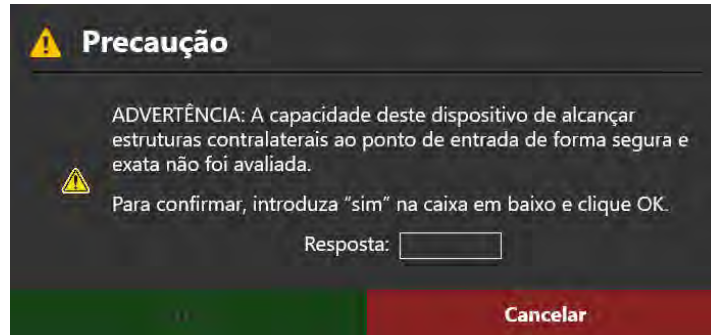 Precaução
ADVERTÊNCIA: A capacidade deste dispositivo de alcançar
estruturas contralaterais ao ponto de entrada de forma segura e
exata não foi avaliada.
Para confirmar, introduza “sim” na caixa em baixo e clique OK.
Resposta:
Cancelar